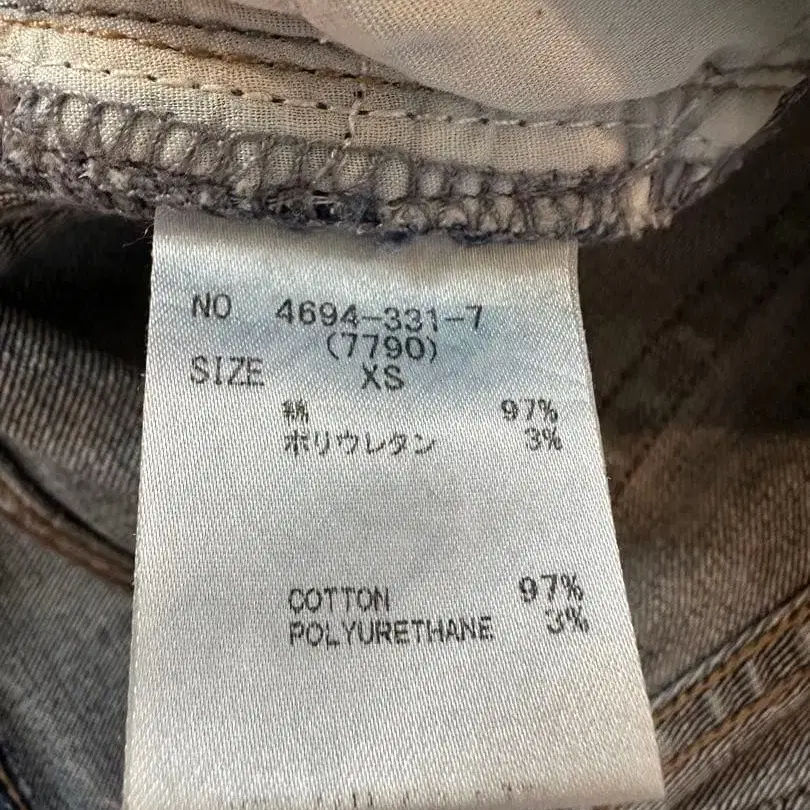 NO 4694-331-7
(7790)
SIZE XS
綿 97%
ポリウレタン 3%
COTTON 97%
POLYURETHANE 3%